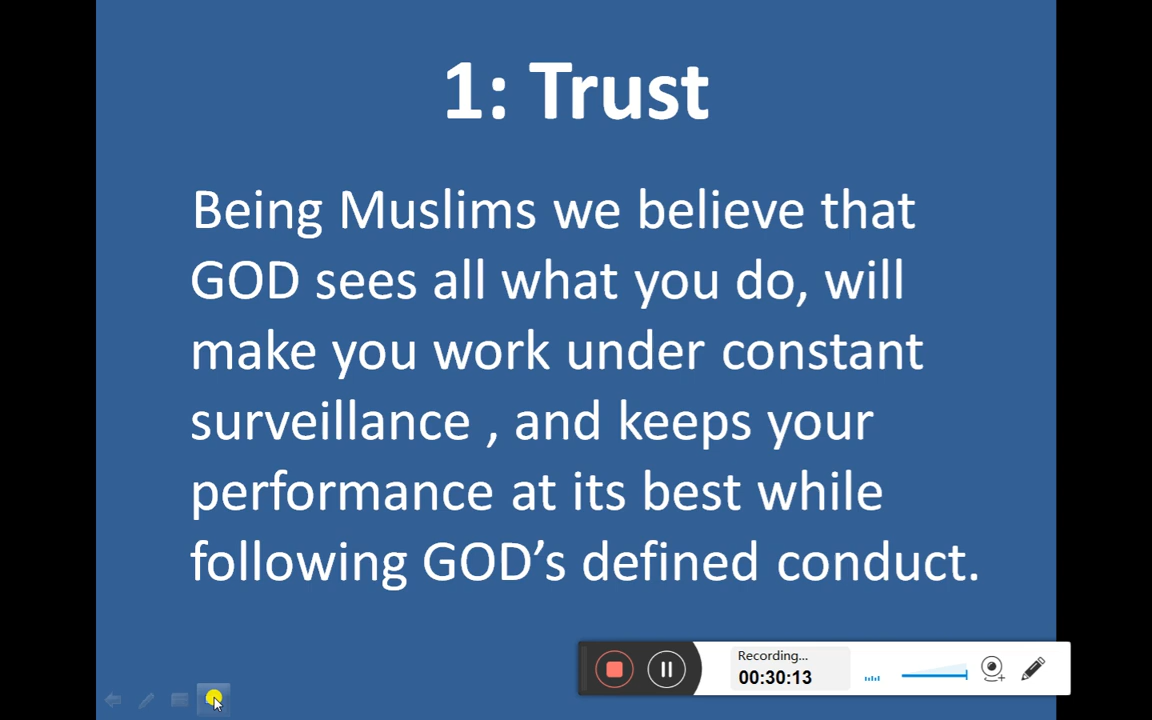 1: Trust
Being Muslims we believe that
GOD sees all what you do, will
make you work under constant
surveillance , and keeps your
performance at its best while
following GOD’s defined conduct.
Recording...
00:30:13